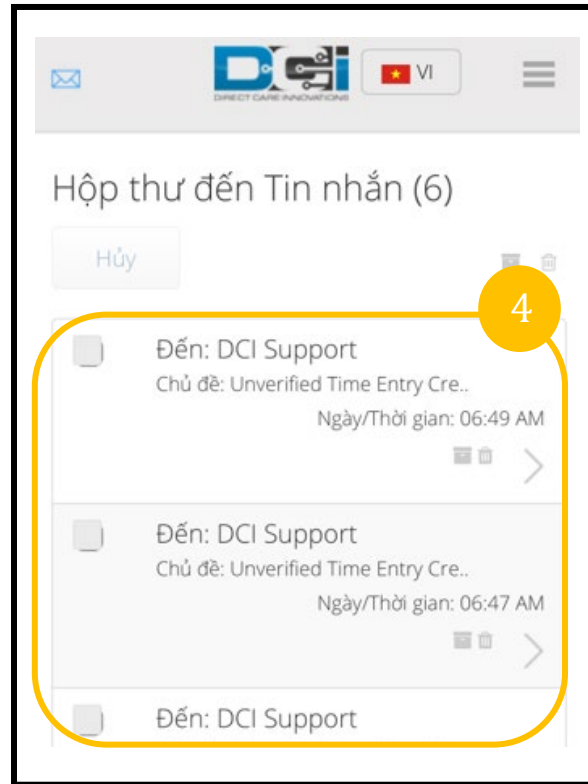 DCI
VI
DIRECT CARE INNOVATIONS
Hộp thư đến Tin nhắn (6)
Hủy
4
Đến: DCI Support
Chủ đề: Unverified Time Entry Cre..
Ngày/Thời gian: 06:49 AM
Đến: DCI Support
Chủ đề: Unverified Time Entry Cre..
Ngày/Thời gian: 06:47 AM
Đến: DCI Support